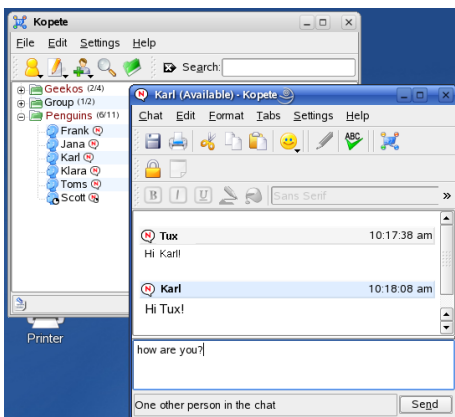 Kopete
File Edit Settings Help
Search:
Geekos (2/4)
Group (1/2)
Penguins (6/11)
Frank
Jana
Karl
Klara
Toms
Scott
Printer
Karl (Available) - Kopete
Chat Edit Format Tabs Settings Help
ABC
B I U Sans Serif »
N Tux 10:17:38 am
Hi Karl!
N Karl 10:18:08 am
Hi Tux!
how are you?
One other person in the chat Send